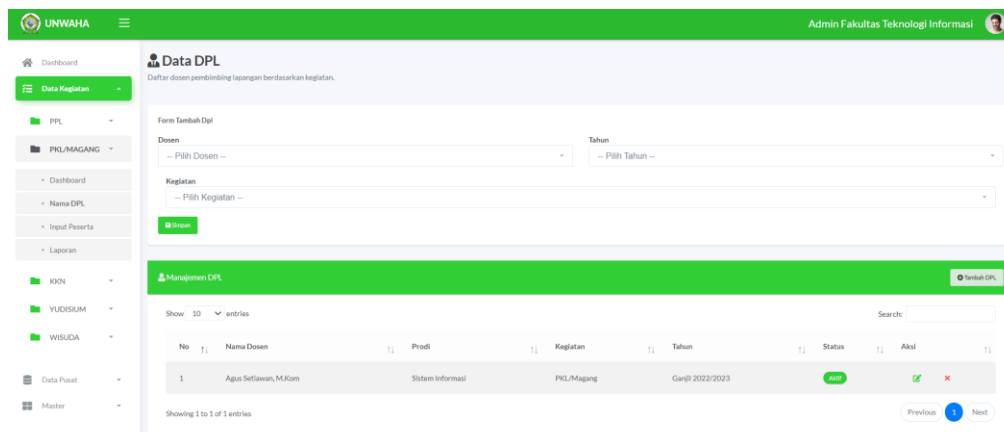 UNWAHA
Admin Fakultas Teknologi Informasi
Dashboard
Data Kegiatan
PPL
PKL/MAGANG
Dashboard
Nama DPL
Input Peserta
Laporan
KKN
YUDISIUM
WISUDA
Data Pusat
Master
Data DPL
Daftar dosen pembimbing lapangan berdasarkan kegiatan.
Form Tambah Dpl
Dosen Tahun
-- Pilih Dosen -- -- Pilih Tahun --
Kegiatan
-- Pilih Kegiatan --
Simpan
Manajemen DPL Tambah DPL
Show 10 entries Search:
No Nama Dosen Prodi Kegiatan Tahun Status Aksi
1 Agus Setiawan, M.Kom Sistem Informasi PKL/Magang Ganjil 2022/2023 Aktif
Showing 1 to 1 of 1 entries Previous 1 Next